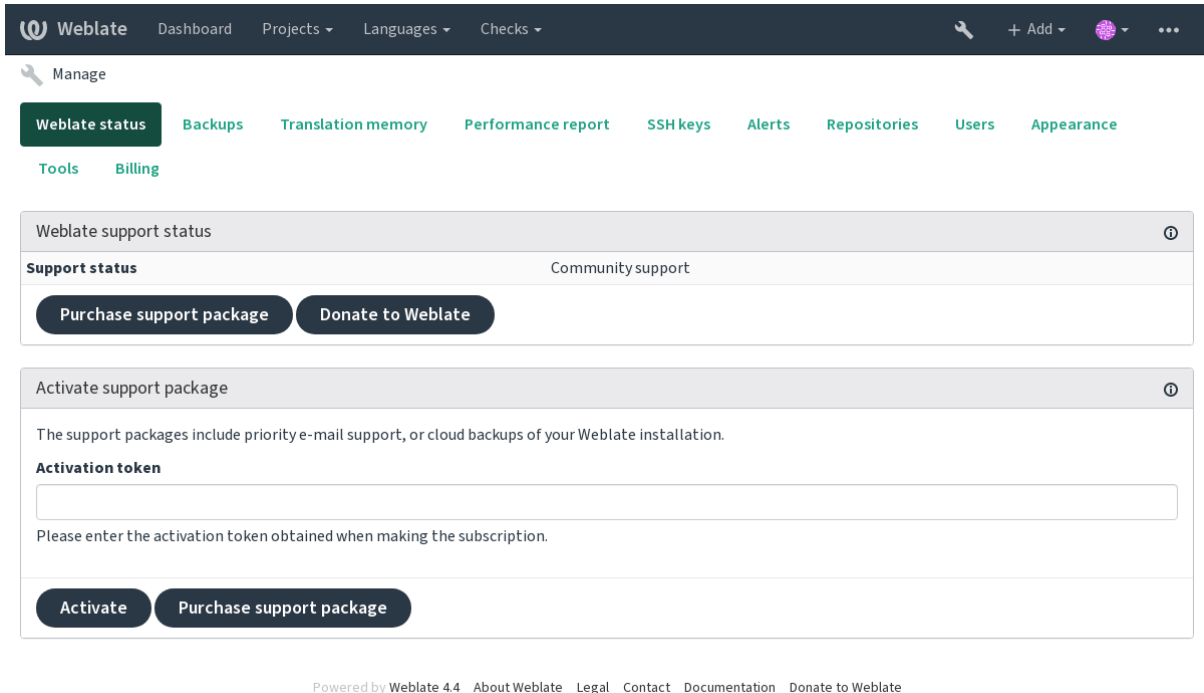 Weblate Dashboard Projects Languages Checks + Add
Manage
Weblate status Backups Translation memory Performance report SSH keys Alerts Repositories Users Appearance
Tools Billing
Weblate support status
Support status Community support
Purchase support package Donate to Weblate
Activate support package
The support packages include priority e-mail support, or cloud backups of your Weblate installation.
Activation token
Please enter the activation token obtained when making the subscription.
Activate Purchase support package
Powered by Weblate 4.4 About Weblate Legal Contact Documentation Donate to Weblate